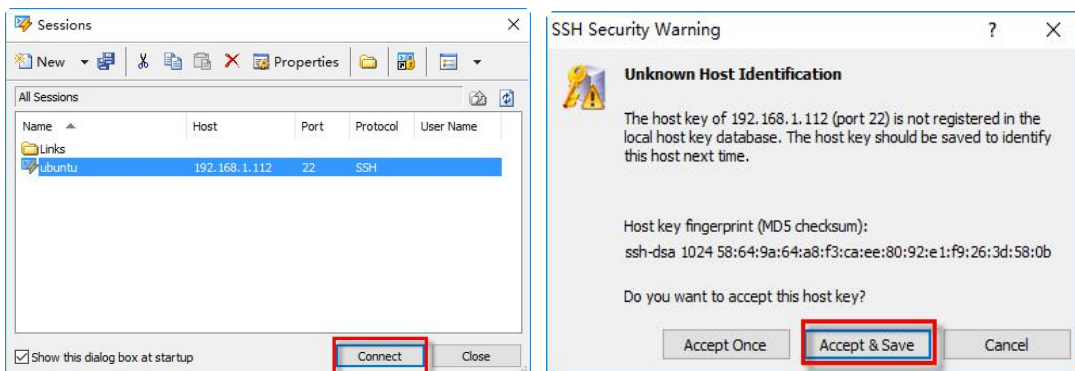 Sessions
New
Properties
All Sessions
Name
Host
Port
Protocol
User Name
Links
ubuntu
192.168.1.112
22
SSH
Show this dialog box at startup
Connect
Close
SSH Security Warning
?
Unknown Host Identification
The host key of 192.168.1.112 (port 22) is not registered in the
local host key database. The host key should be saved to identify
this host next time.
Host key fingerprint (MD5 checksum):
ssh-dsa 1024 58:64:9a:64:a8:f3:ca:ee:80:92:e1:f9:26:3d:58:0b
Do you want to accept this host key?
Accept Once
Accept & Save
Cancel